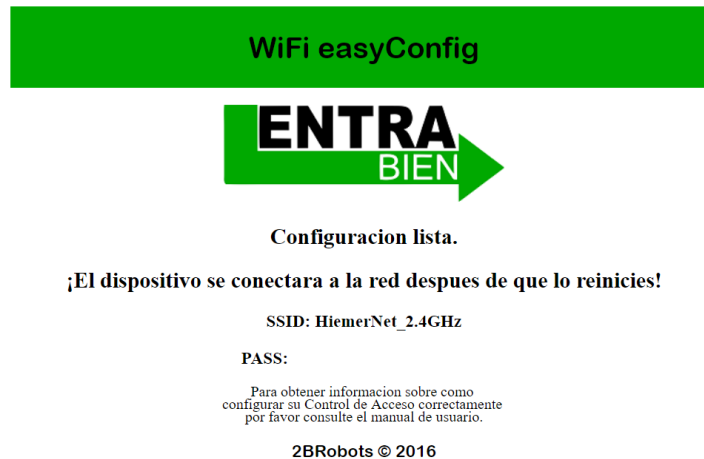 WiFi easyConfig
ENTRA
BIEN
Configuracion lista.
¡El dispositivo se conectara a la red despues de que lo reinicies!
SSID: HiemerNet_2.4GHz
PASS:
Para obtener informacion sobre como
configurar su Control de Acceso correctamente
por favor consulte el manual de usuario.
2BRobots © 2016